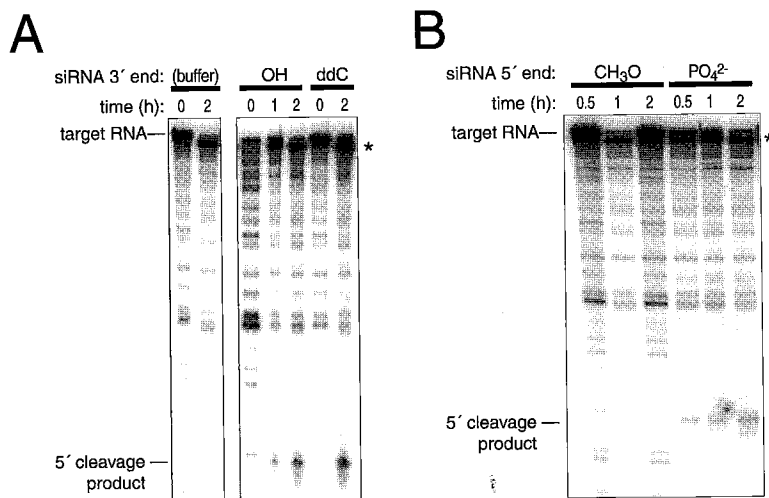 A
siRNA 3´ end: (buffer) OH ddC
time (h): 0 2 0 1 2 0 2
target RNA
*
5´ cleavage
product
B
siRNA 5´ end: CH₃O PO₄²⁻
time (h): 0.5 1 2 0.5 1 2
target RNA
*
5´ cleavage
product